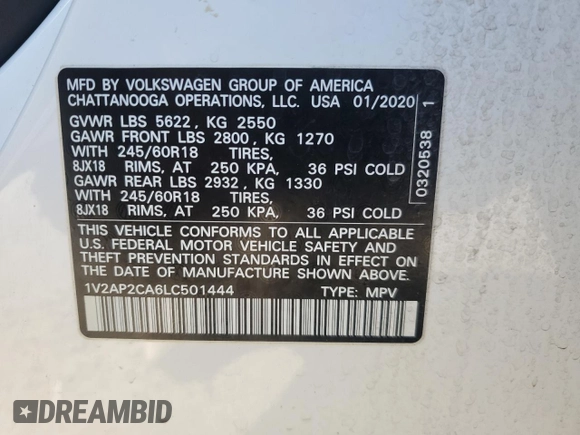 MFD BY VOLKSWAGEN GROUP OF AMERICA
CHATTANOOGA OPERATIONS, LLC. USA 01/2020
GVWR LBS 5622, KG 2550
GAWR FRONT LBS 2800, KG 1270
WITH 245/60R18 TIRES,
8JX18 RIMS, AT 250 KPA, 36 PSI COLD
GAWR REAR LBS 2932, KG 1330
WITH 245/60R18 TIRES,
8JX18 RIMS, AT 250 KPA, 36 PSI COLD
THIS VEHICLE CONFORMS TO ALL APPLICABLE
U.S. FEDERAL MOTOR VEHICLE SAFETY AND
THEFT PREVENTION STANDARDS IN EFFECT ON
THE DATE OF MANUFACTURE SHOWN ABOVE.
1V2AP2CA6LC501444 TYPE: MPV
0320538 1
DREAMBID